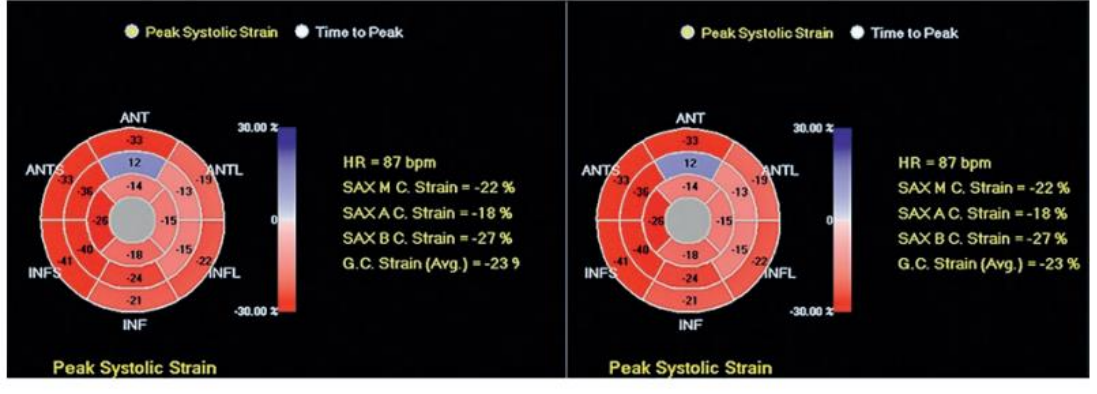 Peak Systolic Strain Time to Peak
ANT
30.00 %
-33
12
ANTS
ANTL
-33
-36
-14
-13
-19
HR = 87 bpm
SAX M C. Strain = -22 %
-26
-15
0
SAX A C. Strain = -18 %
-41
-40
-18
-15
-22
SAX B C. Strain = -27 %
INFS
INFL
-24
G.C. Strain (Avg.) = -23 9
-21
-30.00 %
INF
Peak Systolic Strain
Peak Systolic Strain Time to Peak
ANT
30.00 %
-33
12
ANTS
ANTL
-33
-36
-14
-13
-19
HR = 87 bpm
SAX M C. Strain = -22 %
-26
-15
0
SAX A C. Strain = -18 %
-41
-40
-18
-15
-22
SAX B C. Strain = -27 %
INFS
INFL
-24
G.C. Strain (Avg.) = -23 %
-21
-30.00 %
INF
Peak Systolic Strain